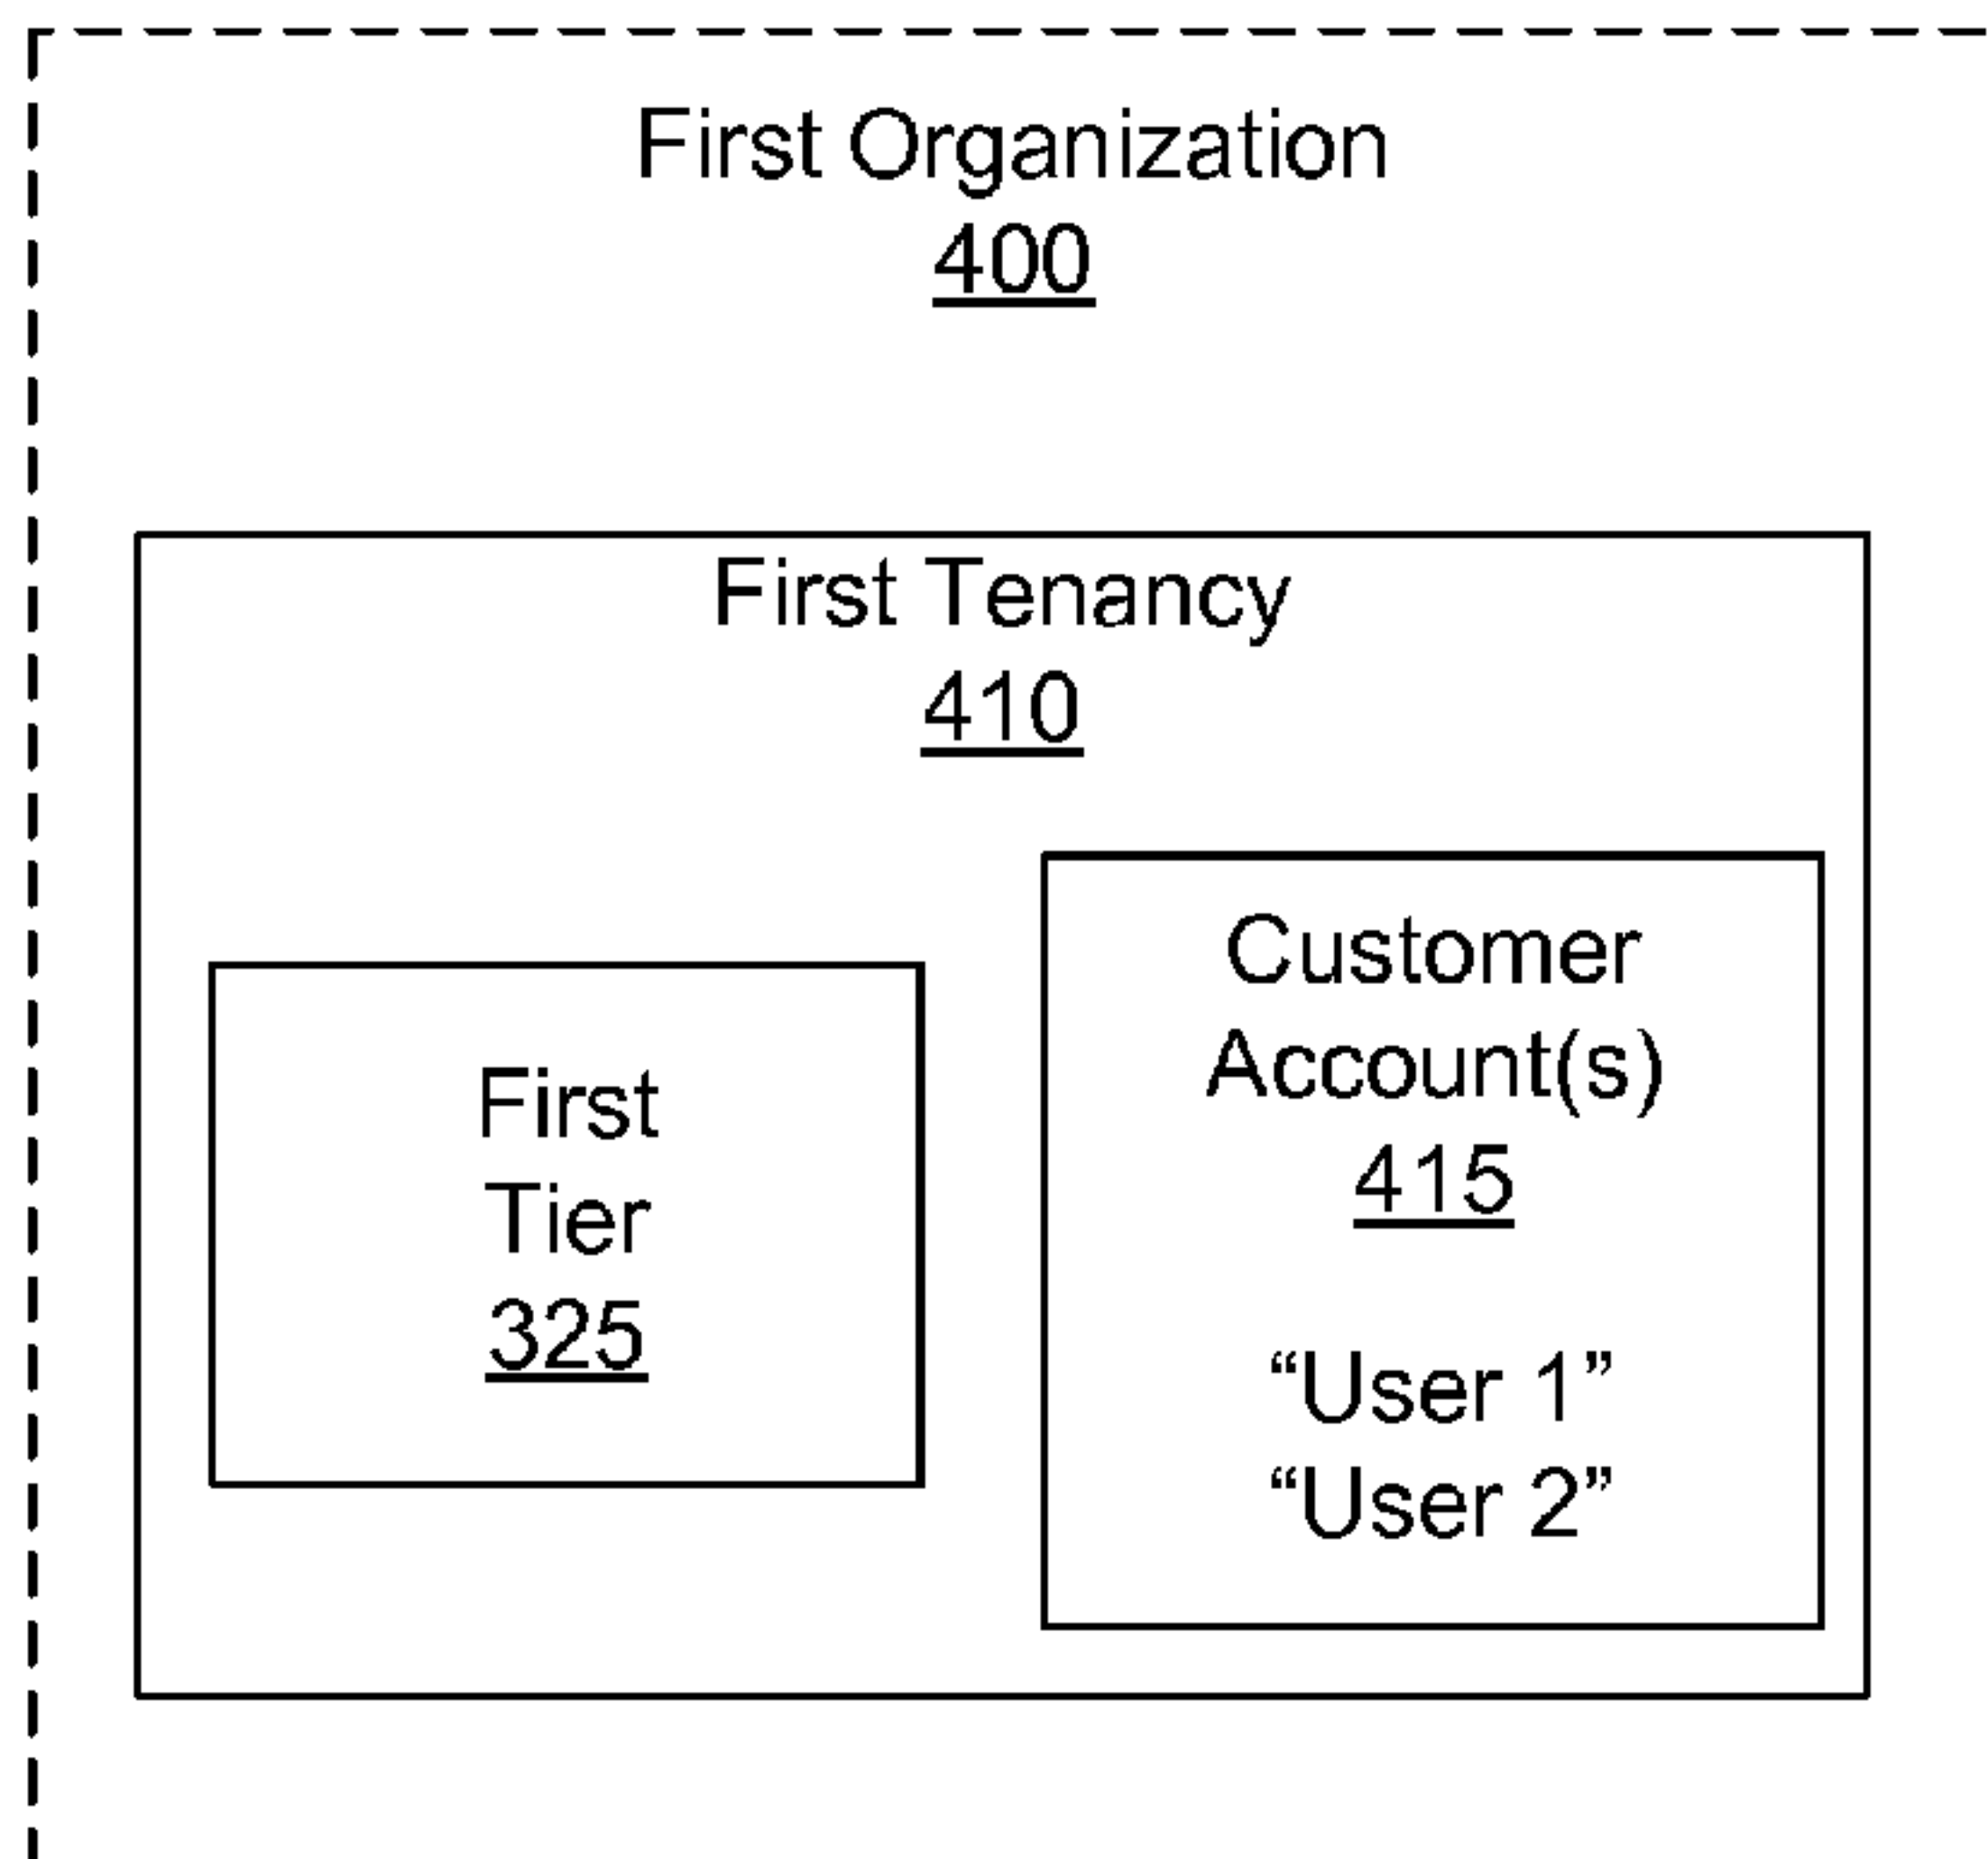 First Organization
400
First Tenancy
410
First
Tier
325
Customer
Account(s)
415
“User 1”
“User 2”